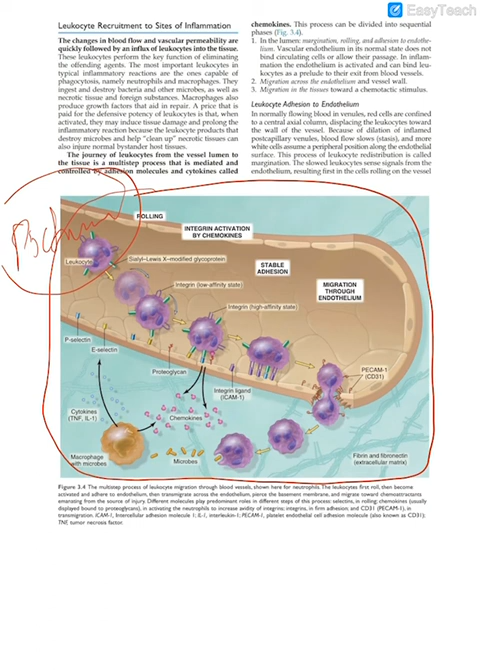 EasyTeach
Leukocyte Recruitment to Sites of Inflammation
The changes in blood flow and vascular permeability are
quickly followed by an influx of leukocytes into the tissue.
These leukocytes perform the key function of eliminating
the offending agents. The most important leukocytes in
typical inflammatory reactions are the ones capable of
phagocytosis, namely neutrophils and macrophages. They
ingest and destroy bacteria and other microbes, as well as
necrotic tissue and foreign substances. Macrophages also
produce growth factors that aid in repair. A price that is
paid for the defensive potency of leukocytes is that, when
activated, they may induce tissue damage and prolong the
inflammatory reaction because the leukocyte products that
destroy microbes and help "clean up" necrotic tissues can
also injure normal bystander host tissues.
The journey of leukocytes from the vessel lumen to
the tissue is a multistep process that is mediated and
controlled by adhesion molecules and cytokines called
chemokines. This process can be divided into sequential
phases (Fig. 3.4).
1. In the lumen: margination, rolling, and adhesion to endothe-
lium. Vascular endothelium in its normal state does not
bind circulating cells or allow their passage. In inflam-
mation the endothelium is activated and can bind leu-
kocytes as a prelude to their exit from blood vessels.
2. Migration across the endothelium and vessel wall.
3. Migration in the tissues toward a chemotactic stimulus.
Leukocyte Adhesion to Endothelium
In normally flowing blood in venules, red cells are confined
to a central axial column, displacing the leukocytes toward
the wall of the vessel. Because of dilation of inflamed
postcapillary venules, blood flow slows (stasis), and more
white cells assume a peripheral position along the endothelial
surface. This process of leukocyte redistribution is called
margination. The slowed leukocytes sense signals from the
endothelium, resulting first in the cells rolling on the vessel
ROLLING
INTEGRIN ACTIVATION
BY CHEMOKINES
STABLE
ADHESION
MIGRATION
THROUGH
ENDOTHELIUM
Leukocyte
Sialyl–Lewis X–modified glycoprotein
Integrin (low-affinity state)
Integrin (high-affinity state)
P-selectin
E-selectin
Proteoglycan
Integrin ligand
(ICAM-1)
PECAM-1
(CD31)
Cytokines
(TNF, IL-1)
Chemokines
Macrophage
with microbes
Microbes
Fibrin and fibronectin
(extracellular matrix)
Figure 3.4 The multistep process of leukocyte migration through blood vessels, shown here for neutrophils. The leukocytes first roll, then become
activated and adhere to endothelium, then transmigrate across the endothelium, pierce the basement membrane, and migrate toward chemoattractants
emanating from the source of injury. Different molecules play predominant roles in different steps of this process: selectins, in rolling; chemokines (usually
displayed bound to proteoglycans), in activating the neutrophils to increase avidity of integrins; integrins, in firm adhesion; and CD31 (PECAM-1), in
transmigration. ICAM-1, Intercellular adhesion molecule 1; IL-1, interleukin-1; PECAM-1, platelet endothelial cell adhesion molecule (also known as CD31);
TNF, tumor necrosis factor.